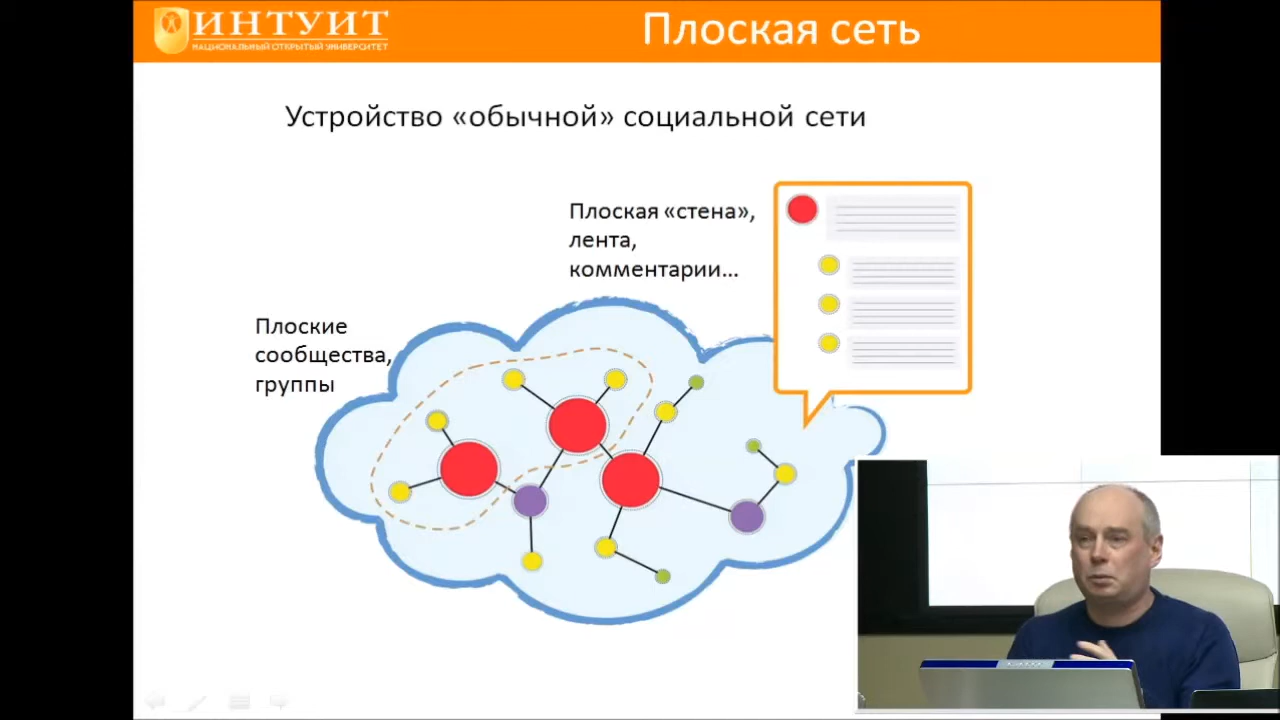 ИНТУИТ
НАЦИОНАЛЬНЫЙ ОТКРЫТЫЙ УНИВЕРСИТЕТ
Плоская сеть
Устройство «обычной» социальной сети
Плоская «стена»,
лента,
комментарии...
Плоские
сообщества,
группы